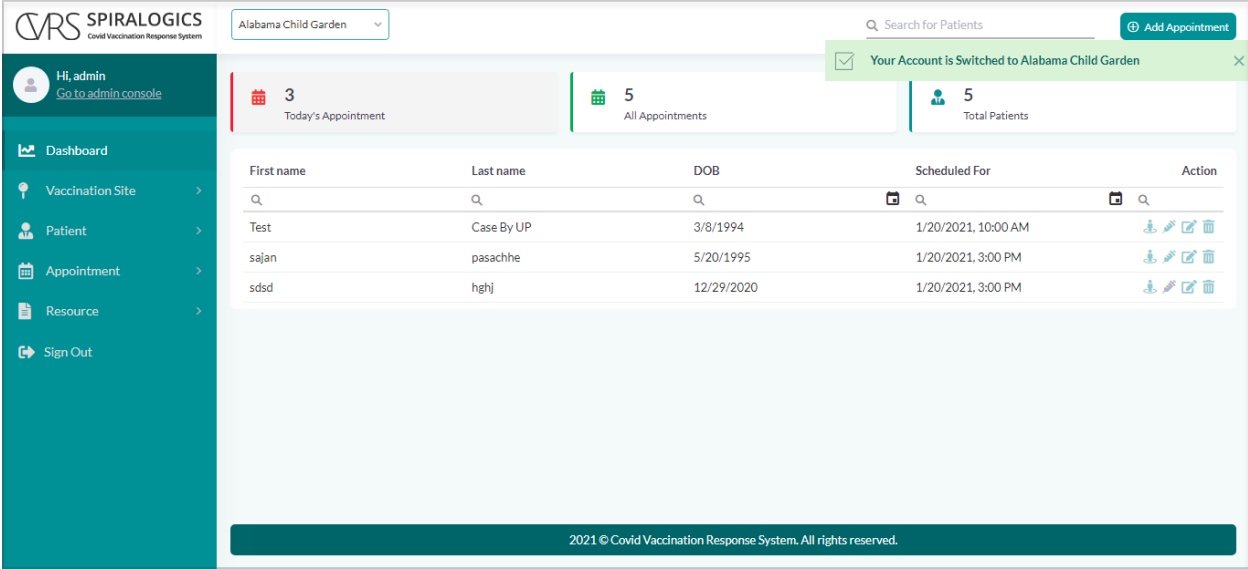 CVRS SPIRALOGICS
Covid Vaccination Response System
Alabama Child Garden
Search for Patients
Add Appointment
Your Account is Switched to Alabama Child Garden
Hi, admin
Go to admin console
Dashboard
Vaccination Site
Patient
Appointment
Resource
Sign Out
3
Today's Appointment
5
All Appointments
5
Total Patients
First name Last name DOB Scheduled For Action
Test Case By UP 3/8/1994 1/20/2021, 10:00 AM
sajan pasachhe 5/20/1995 1/20/2021, 3:00 PM
sdsd hghj 12/29/2020 1/20/2021, 3:00 PM
2021 © Covid Vaccination Response System. All rights reserved.